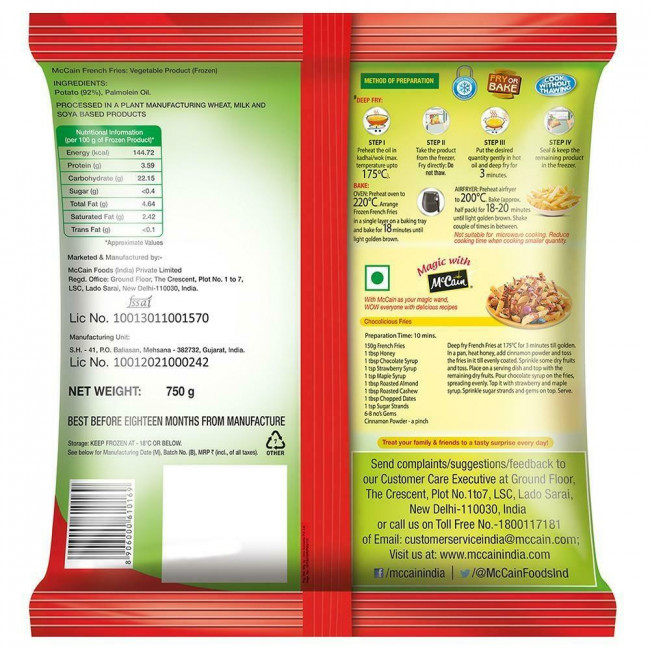 McCain French Fries: Vegetable Product (Frozen)
INGREDIENTS:
Potato (92%), Palmolein Oil.
PROCESSED IN A PLANT MANUFACTURING WHEAT, MILK AND
SOYA BASED PRODUCTS
Nutritional Information
(per 100 g of Frozen Product)*
Energy (kcal) 144.72
Protein (g) 3.59
Carbohydrate (g) 22.15
Sugar (g) <0.4
Total Fat (g) 4.64
Saturated Fat (g) 2.42
Trans Fat (g) <0.1
*Approximate Values
Marketed & Manufactured by:-
McCain Foods (India) Private Limited
Regd. Office: Ground Floor, The Crescent, Plot No. 1 to 7,
LSC, Lado Sarai, New Delhi-110030, India,
fssai
Lic No. 10013011001570
Manufacturing Unit:
S.H. - 41, P.O. Baliasan, Mehsana - 382732, Gujarat, India.
Lic No. 10012021000242
NET WEIGHT: 750 g
BEST BEFORE EIGHTEEN MONTHS FROM MANUFACTURE
Storage: KEEP FROZEN AT - 18°C OR BELOW.
See below for Manufacturing Date (M), Batch No. (B), MRP ₹ (incl., of all taxes).
7
OTHER
8906000610169
METHOD OF PREPARATION
FRY OR
BAKE
COOK
WITHOUT
THAWING
*DEEP FRY:
STEP I
Preheat the oil in
kadhai/wok (max.
temperature upto
175°C).
STEP II
Take the product
from the freezer.
Fry directly: Do
not thaw.
STEP III
Put the desired
quantity gently in hot
oil and deep fry for
3 minutes.
STEP IV
Seal & keep the
remaining product
in the freezer.
BAKE:
OVEN: Preheat oven to
220°C. Arrange
Frozen French Fries
in a single layer on a baking tray
and bake for 18 minutes until
light golden brown.
AIRFRYER: Preheat airfryer
to 200°C. Bake (approx.
half pack) for 18-20 minutes
until light golden brown. Shake
couple of times in between.
Not suitable for microwave cooking. Reduce
cooking time when cooking smaller quantity.
Magic with
McCain
With McCain as your magic wand,
WOW everyone with delicious recipes
Chocolicious Fries
Preparation Time: 10 mins.
150g French Fries
1 tbsp Honey
1 tbsp Chocolate Syrup
1 tsp Strawberry Syrup
1 tsp Maple Syrup
1 tbsp Roasted Almond
1 tbsp Roasted Cashew
1 tbsp Chopped Dates
1 tsp Sugar Strands
6-8 no's Gems
Cinnamon Powder - a pinch
Deep fry French Fries at 175°C for 3 minutes till golden.
In a pan, heat honey, add cinnamon powder and toss
the fries in it till evenly coated. Sprinkle some dry fruits
and toss. Place on a serving dish and top with the
remaining dry fruits. Pour chocolate syrup on the fries,
spreading evenly. Tap it with strawberry and maple
syrup. Sprinkle sugar strands and gems on top. Serve.
Treat your family & friends to a tasty surprise every day!
Send complaints/suggestions/feedback to
our Customer Care Executive at Ground Floor,
The Crescent, Plot No.1to7, LSC, Lado Sarai,
New Delhi-110030, India
or call us on Toll Free No.-1800117181
of Email: customerserviceindia@mccain.com;
Visit us at: www.mccainindia.com
f /mccainindia | /@McCainFoodsInd